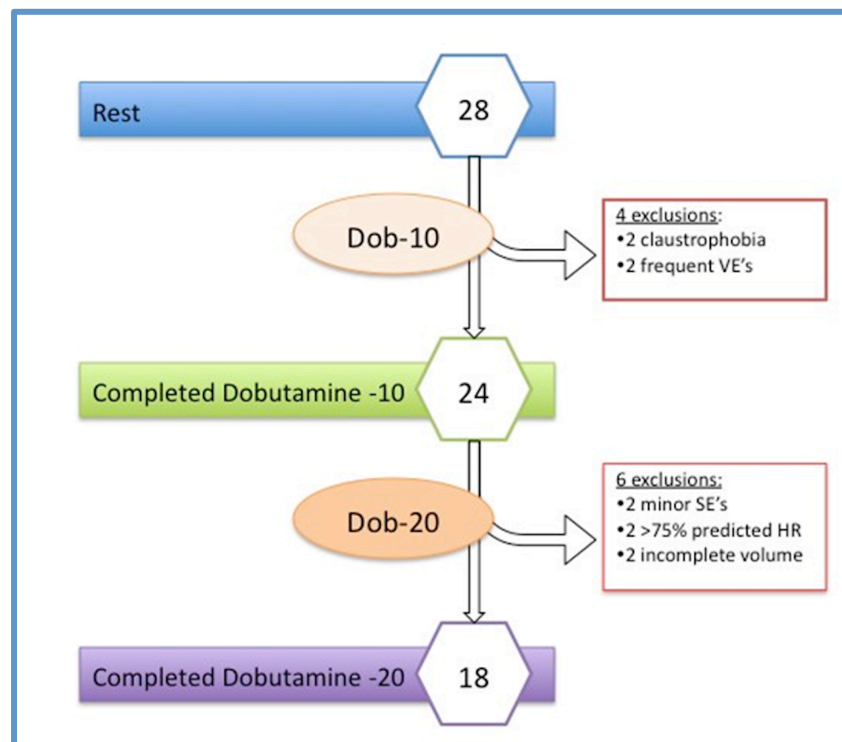 Rest
28
Dob-10
4 exclusions:
•2 claustrophobia
•2 frequent VE's
Completed Dobutamine -10
24
Dob-20
6 exclusions:
•2 minor SE's
•2 >75% predicted HR
•2 incomplete volume
Completed Dobutamine -20
18